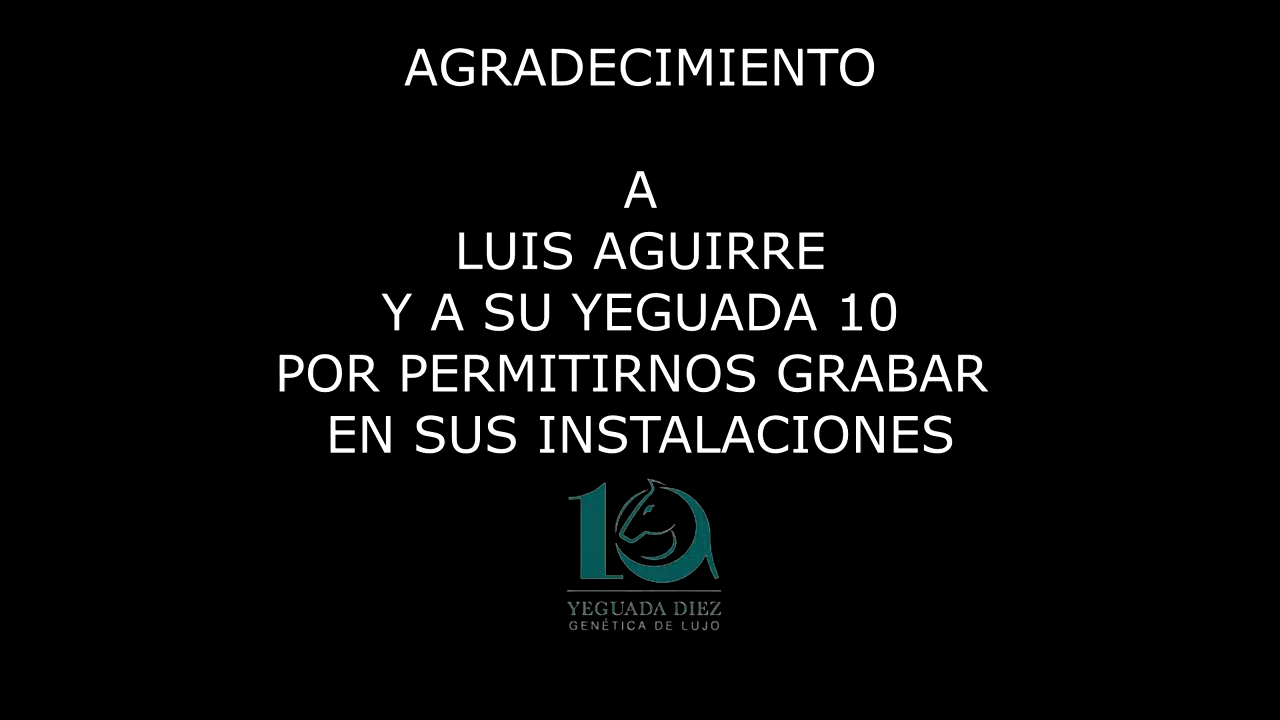 AGRADECIMIENTO
A
LUIS AGUIRRE
Y A SU YEGUADA 10
POR PERMITIRNOS GRABAR
EN SUS INSTALACIONES
10
YEGUADA DIEZ
GENÉTICA DE LUJO